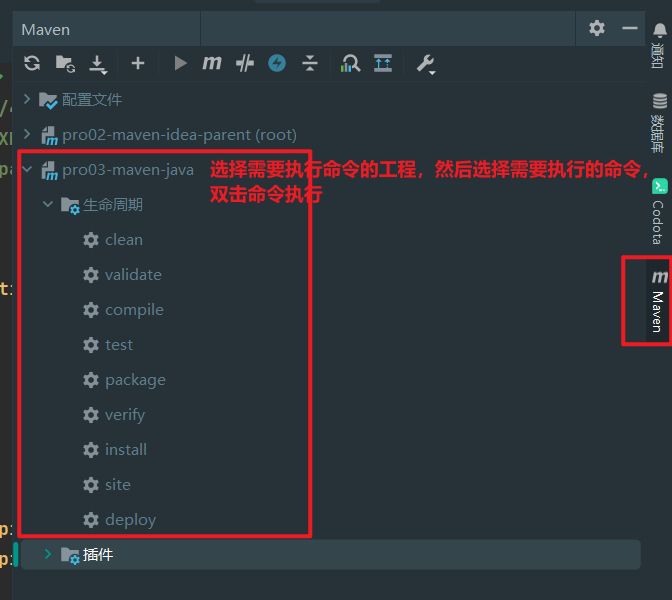 Maven
通知
配置文件
pro02-maven-idea-parent (root)
数据库
pro03-maven-java
选择需要执行命令的工程，然后选择需要执行的命令，
双击命令执行
生命周期
Codota
clean
validate
m Maven
compile
test
package
verify
install
site
deploy
插件